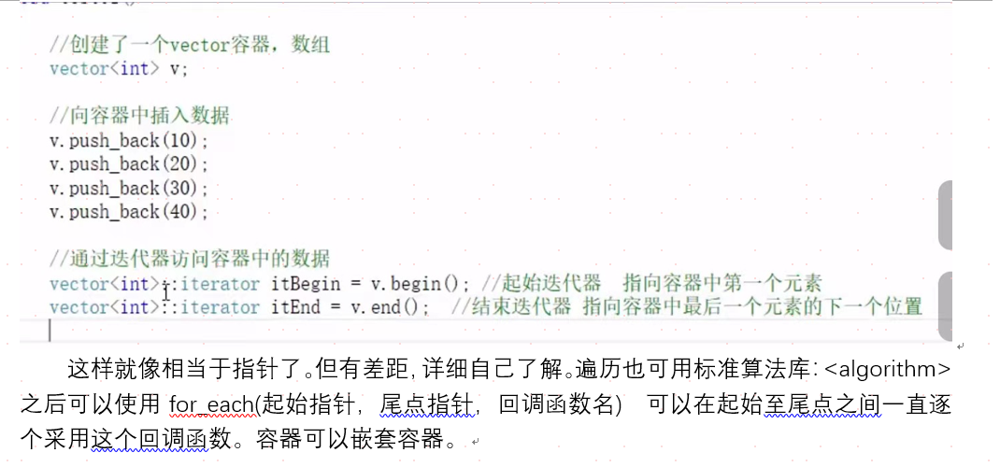 //创建了一个vector容器，数组
vector<int> v;
//向容器中插入数据
v.push_back(10);
v.push_back(20);
v.push_back(30);
v.push_back(40);
//通过迭代器访问容器中的数据
vector<int>::iterator itBegin = v.begin(); //起始迭代器 指向容器中第一个元素
vector<int>::iterator itEnd = v.end(); //结束迭代器 指向容器中最后一个元素的下一个位置
这样就像相当于指针了。但有差距，详细自己了解。遍历也可用标准算法库：<algorithm>
之后可以使用 for_each(起始指针，尾点指针，回调函数名) 可以在起始至尾点之间一直逐
个采用这个回调函数。容器可以嵌套容器。